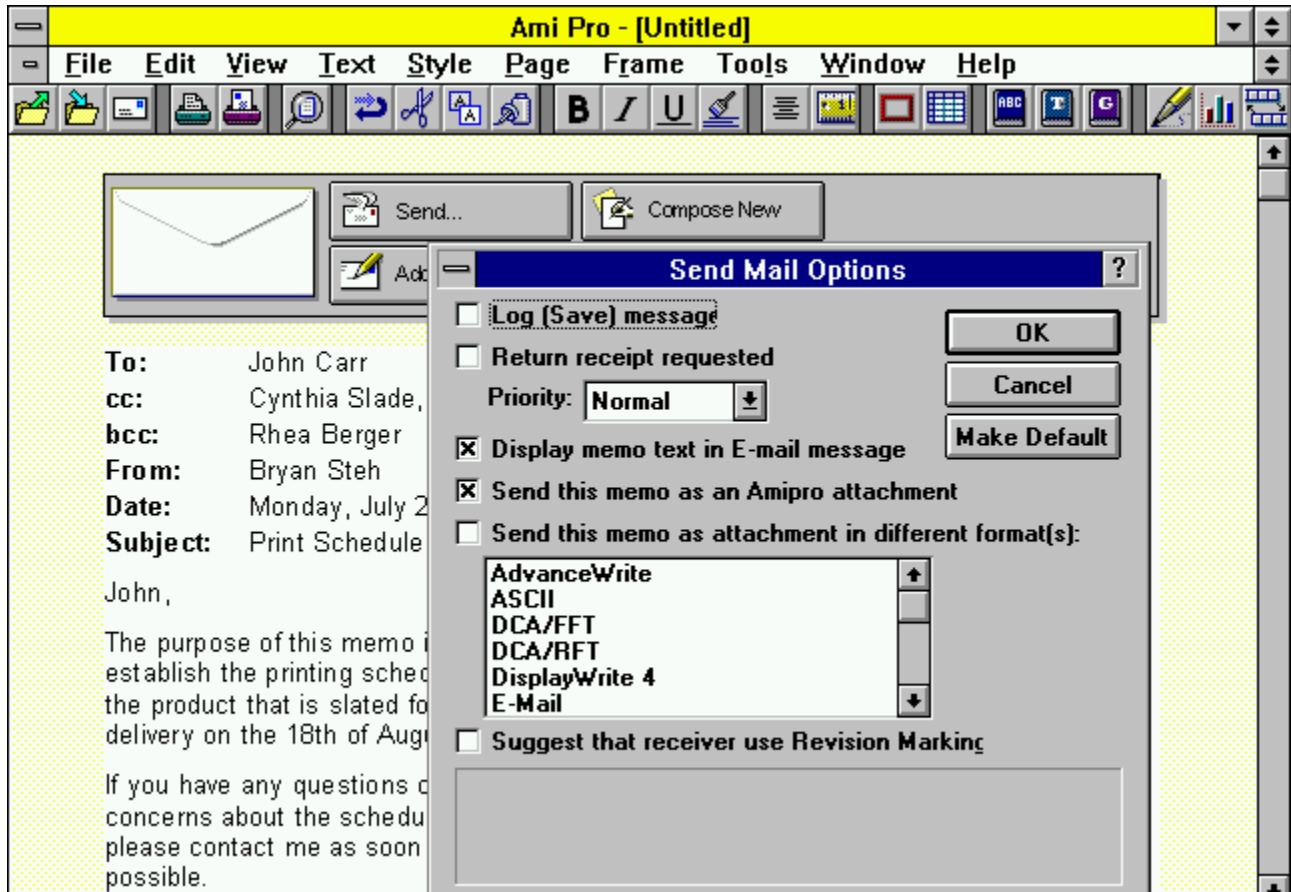 Ami Pro - [Untitled]
File Edit View Text Style Page Frame Tools Window Help
B I U ABC T G
Send... Compose New
Send Mail Options ?
Log (Save) message
OK
To: John Carr
Return receipt requested
cc: Cynthia Slade,
Priority: Normal
Cancel
bcc: Rhea Berger
Display memo text in E-mail message
Make Default
From: Bryan Steh
Send this memo as an Amipro attachment
Date: Monday, July 2
Subject: Print Schedule
Send this memo as attachment in different format(s):
AdvanceWrite
ASCII
DCA/FFT
DCA/RFT
DisplayWrite 4
E-Mail
Suggest that receiver use Revision Marking
John,
The purpose of this memo
establish the printing
the product that is slated
delivery on the 18th of
If you have any questions
concerns about the
please contact me as soon
possible.